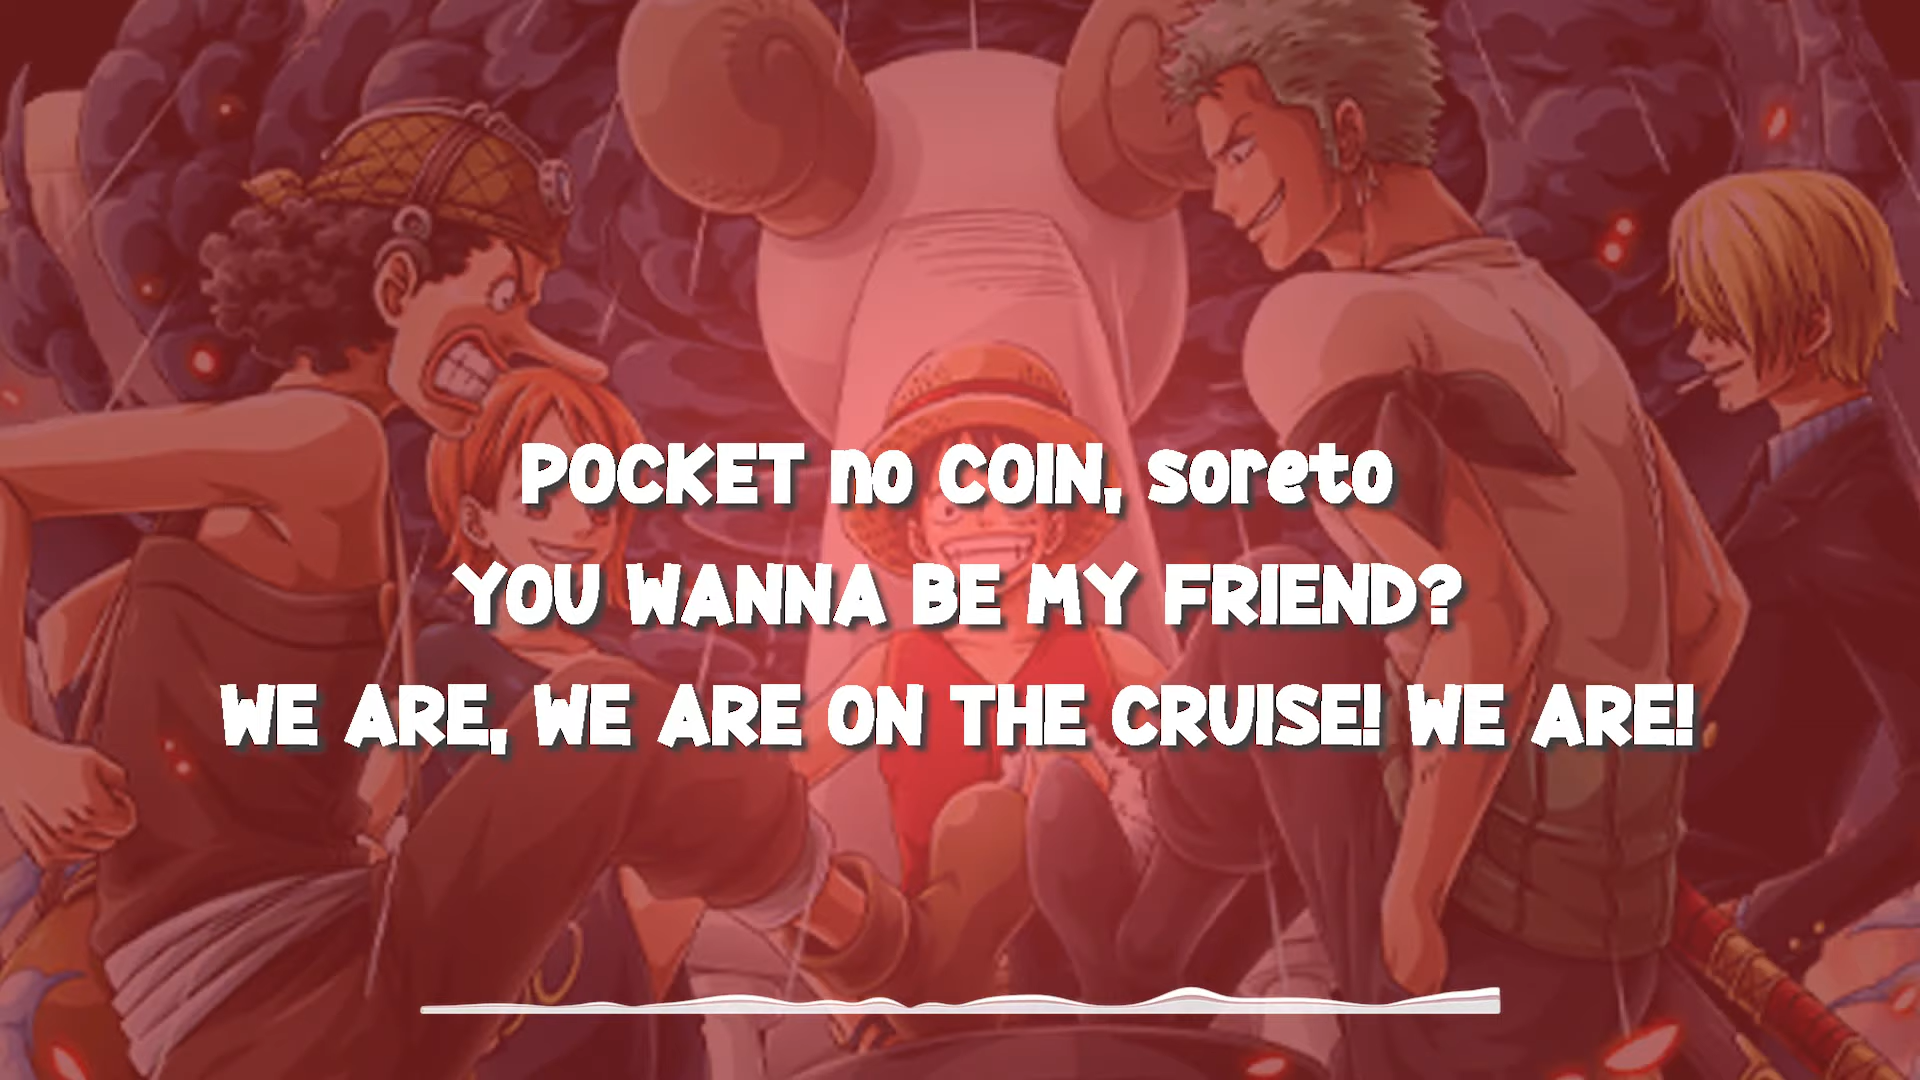 POCKET no COIN, soreto
YOU WANNA BE MY FRIEND?
WE ARE, WE ARE ON THE CRUISE! WE ARE!